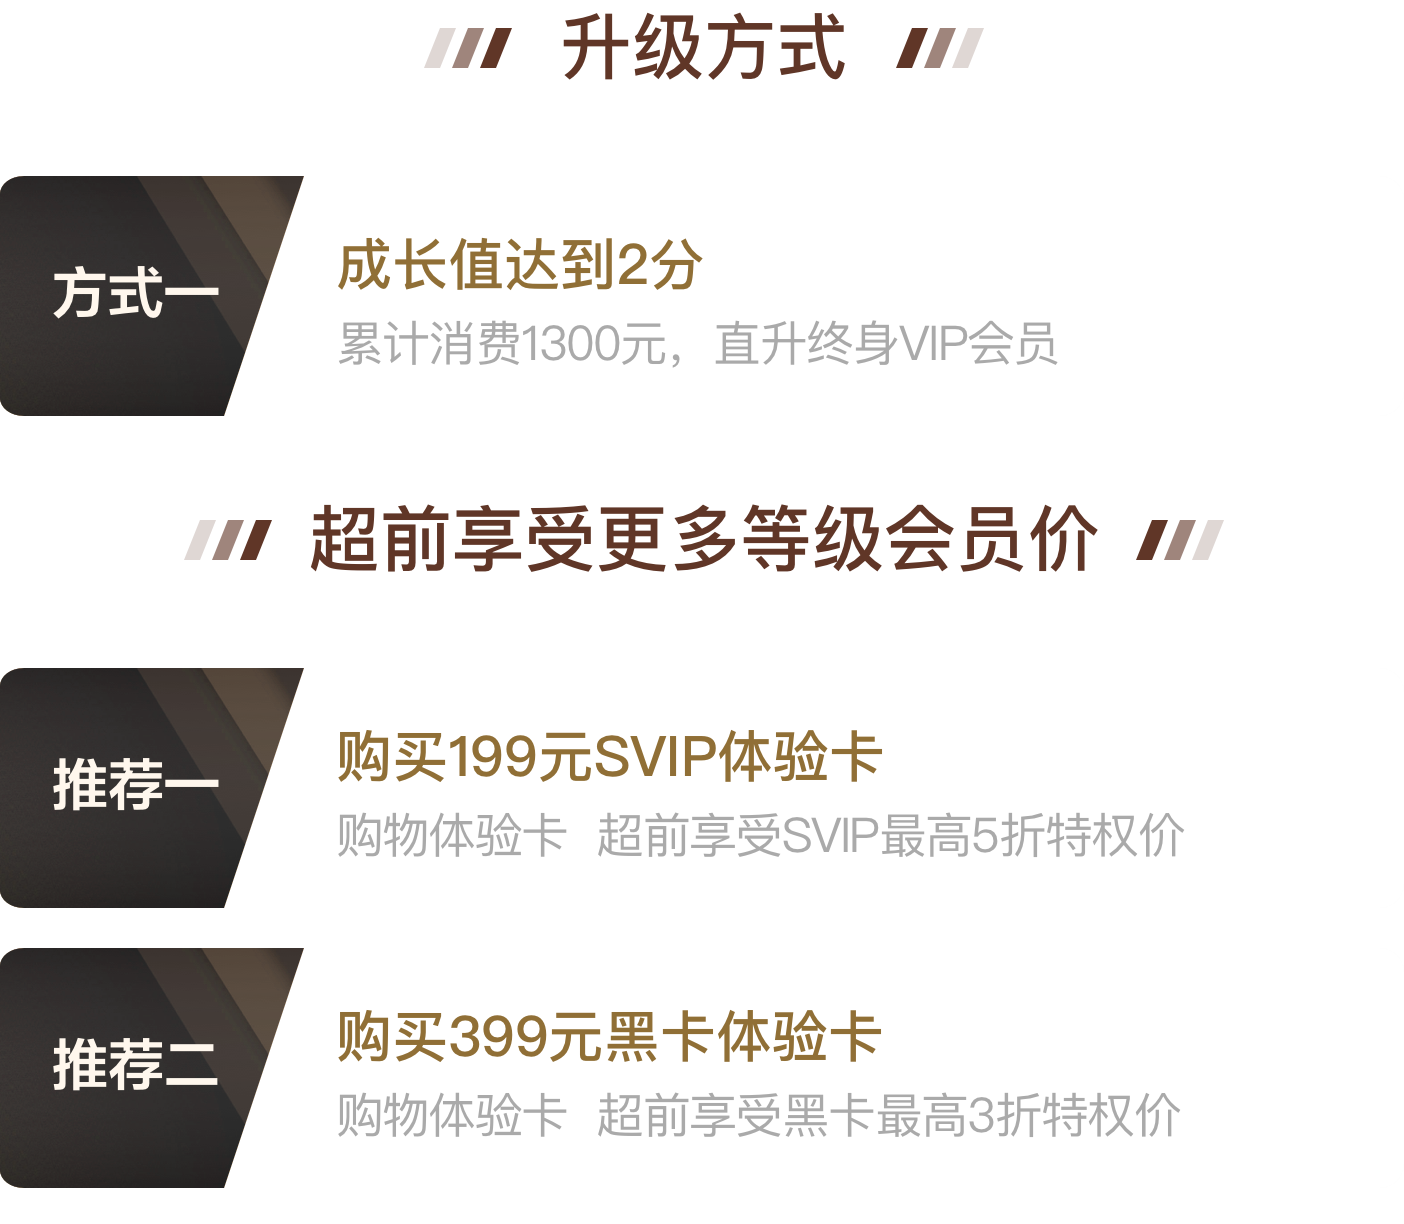 升级方式
方式一
成长值达到2分
累计消费1300元，直升终身VIP会员
超前享受更多等级会员价
推荐一
购买199元SVIP体验卡
购物体验卡 超前享受SVIP最高5折特权价
推荐二
购买399元黑卡体验卡
购物体验卡 超前享受黑卡最高3折特权价